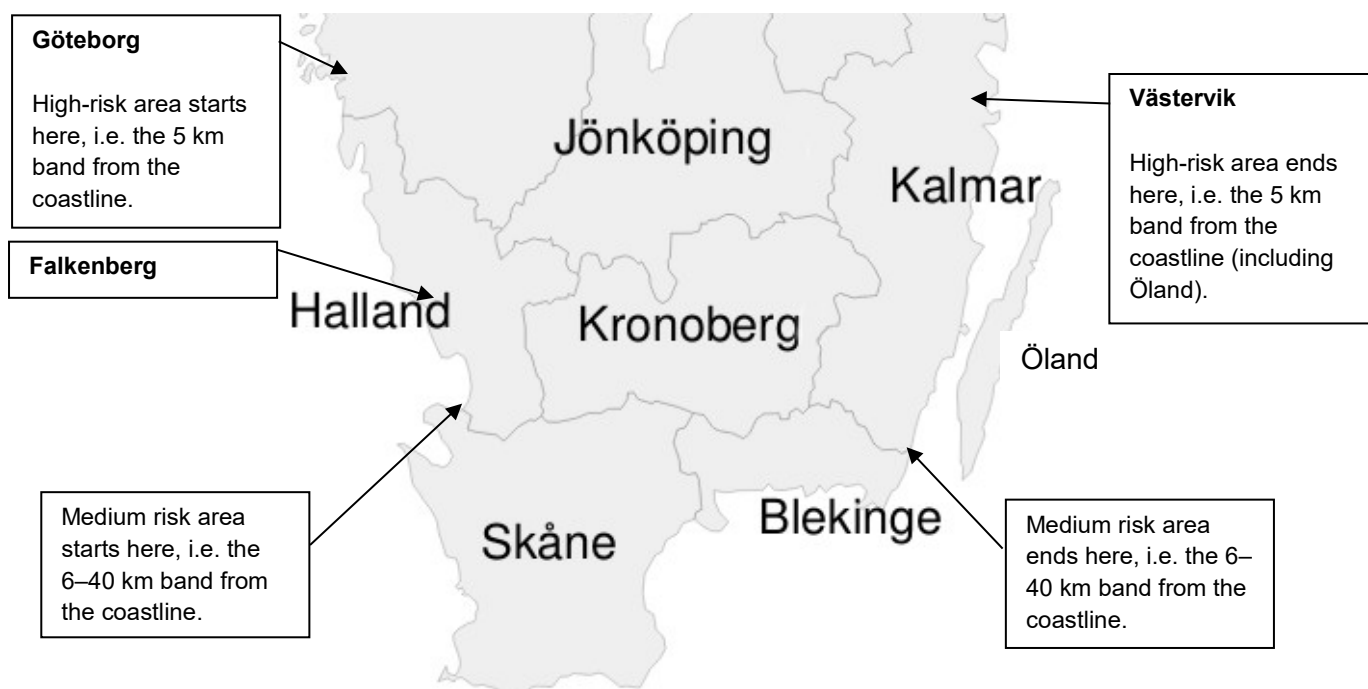 Göteborg
High-risk area starts
here, i.e. the 5 km
band from the
coastline.
Västervik
High-risk area ends
here, i.e. the 5 km
band from the
coastline (including
Öland).
Jönköping
Kalmar
Falkenberg
Halland
Kronoberg
Öland
Medium risk area
starts here, i.e. the
6–40 km band from
the coastline.
Skåne
Blekinge
Medium risk area
ends here, i.e. the 6–
40 km band from the
coastline.